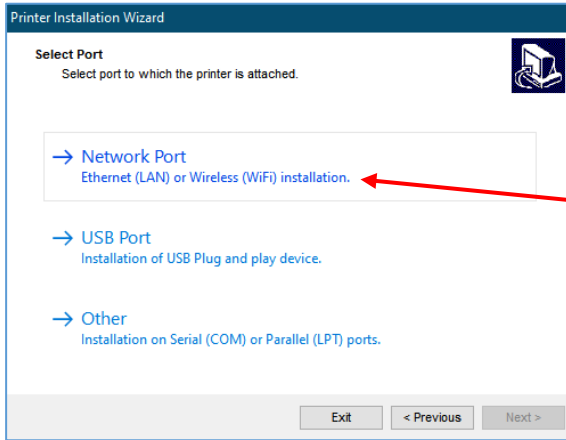 Printer Installation Wizard
Select Port
Select port to which the printer is attached.
→ Network Port
Ethernet (LAN) or Wireless (WiFi) installation.
→ USB Port
Installation of USB Plug and play device.
→ Other
Installation on Serial (COM) or Parallel (LPT) ports.
Exit < Previous Next >